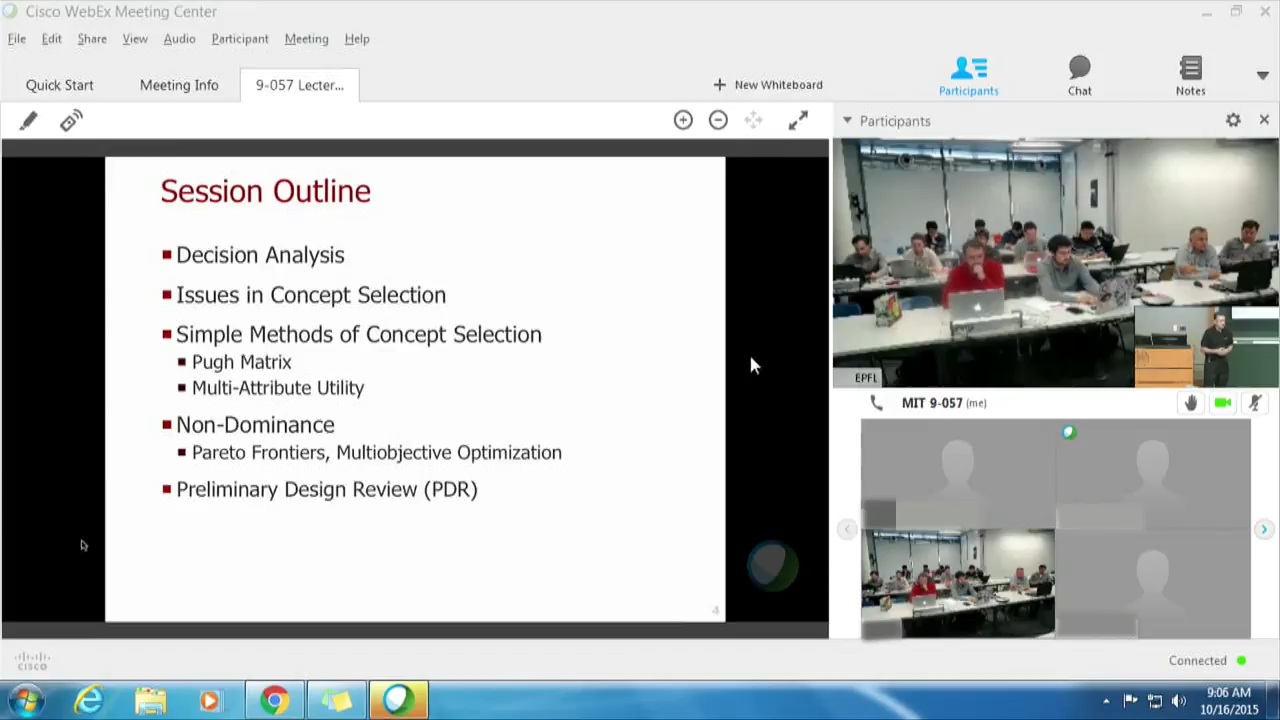 Cisco WebEx Meeting Center
File Edit Share View Audio Participant Meeting Help
Quick Start Meeting Info 9-057 Lecter... New Whiteboard
Participants Chat Notes
Participants
Session Outline
Decision Analysis
Issues in Concept Selection
Simple Methods of Concept Selection
Pugh Matrix
Multi-Attribute Utility
Non-Dominance
Pareto Frontiers, Multiobjective Optimization
Preliminary Design Review (PDR)
4
EPFL
MIT 9-057 (me)
CISCO
Connected
9:06 AM
10/16/2015